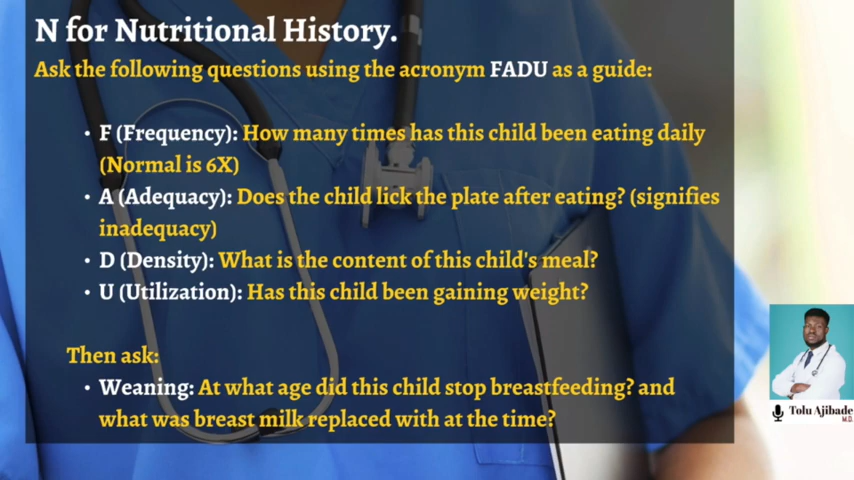 N for Nutritional History.
Ask the following questions using the acronym FADU as a guide:
• F (Frequency): How many times has this child been eating daily
(Normal is 6X)
• A (Adequacy): Does the child lick the plate after eating? (signifies
inadequacy)
• D (Density): What is the content of this child's meal?
• U (Utilization): Has this child been gaining weight?
Then ask:
• Weaning: At what age did this child stop breastfeeding? and
what was breast milk replaced with at the time?
Tolu Ajibade
M.D.